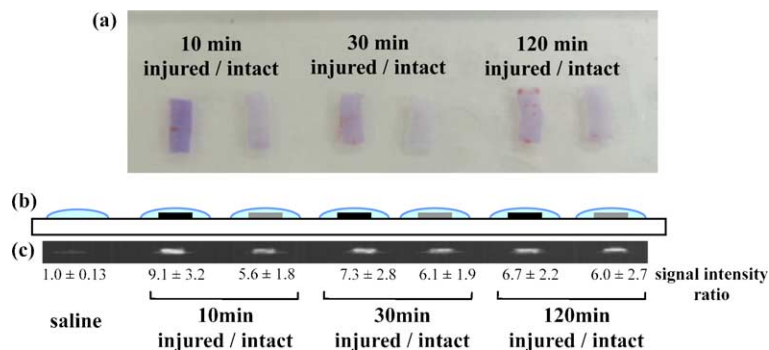 (a)
10 min 30 min 120 min
injured / intact injured / intact injured / intact
(b)
(c)
1.0 ± 0.13 9.1 ± 3.2 5.6 ± 1.8 7.3 ± 2.8 6.1 ± 1.9 6.7 ± 2.2 6.0 ± 2.7 signal intensity
ratio
saline 10min 30min 120min
injured / intact injured / intact injured / intact